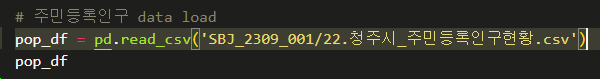 # 주민등록인구 data load
pop_df = pd.read_csv('SBJ_2309_001/22.청주시_주민등록인구현황.csv')
pop_df